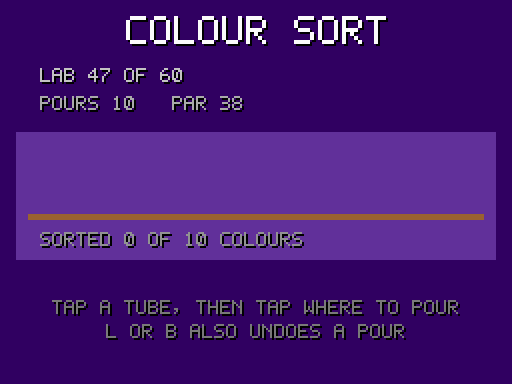 COLOUR SORT
LAB 47 OF 60
POURS 10   PAR 38
SORTED 0 OF 10 COLOURS
TAP A TUBE, THEN TAP WHERE TO POUR
L OR B ALSO UNDOES A POUR